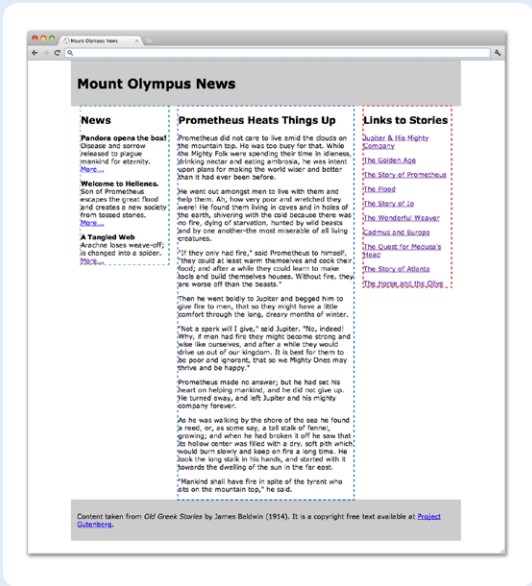 Mount Olympus News
Mount Olympus News
News
Pandora opens the box!
Disease and sorrow
released to plague
mankind for eternity.
More...
Welcome to Hellenes.
Son of Prometheus
escapes the great flood
and creates a new society
from tossed stones.
More...
A Tangled Web
Arachne loses weave-off;
is changed into a spider.
More...
Prometheus Heats Things Up
Prometheus did not care to live amid the clouds on
the mountain top. He was too busy for that. While
the Mighty Folk were spending their time in idleness,
drinking nectar and eating ambrosia, he was intent
upon plans for making the world wiser and better
than it had ever been before.
He went out amongst men to live with them and
help them. Ah, how very poor and wretched they
were! He found them living in caves and in holes of
the earth, shivering with the cold because there was
no fire, dying of starvation, hunted by wild beasts
and by one another-the most miserable of all living
creatures.
"If they only had fire," said Prometheus to himself,
"they could at least warm themselves and cook their
food; and after a while they could learn to make
tools and build themselves houses. Without fire, they
are worse off than the beasts."
Then he went boldly to Jupiter and begged him to
give fire to men, that so they might have a little
comfort through the long, dreary months of winter.
"Not a spark will I give," said Jupiter. "No, indeed!
Why, if men had fire they might become strong and
wise like ourselves, and after a while they would
drive us out of our kingdom. It is best for them to
be poor and ignorant, that so we Mighty Ones may
thrive and be happy."
Prometheus made no answer; but he had set his
heart on helping mankind, and he did not give up.
He turned away, and left Jupiter and his mighty
company forever.
As he was walking by the shore of the sea he found
a reed, or, as some say, a tall stalk of fennel,
growing; and when he had broken it off he saw that
its hollow center was filled with a dry, soft pith which
would burn slowly and keep on fire a long time. He
took the long stalk in his hands, and started with it
towards the dwelling of the sun in the far east.
"Mankind shall have fire in spite of the tyrant who
sits on the mountain top," he said.
Links to Stories
Jupiter & His Mighty
Company
The Golden Age
The Story of Prometheus
The Flood
The Story of Io
The Wonderful Weaver
Cadmus and Europa
The Quest for Medusa's
Head
The Story of Atlanta
The Horse and the Olive
Content taken from Old Greek Stories by James Baldwin (1914). It is a copyright free text available at Project
Gutenberg.